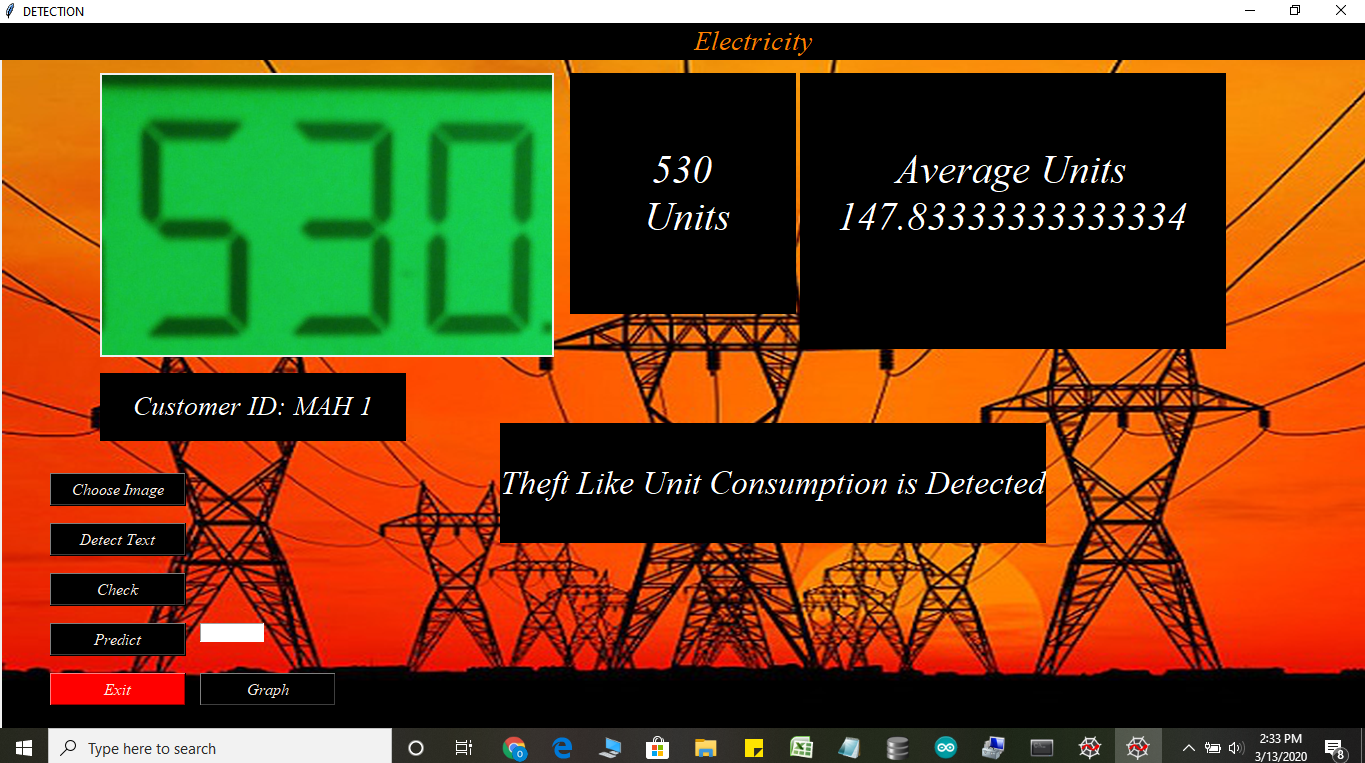 DETECTION
Electricity
530
530
Units
Average Units
147.83333333333334
Customer ID: MAH 1
Theft Like Unit Consumption is Detected
Choose Image
Detect Text
Check
Predict
Exit
Graph
Type here to search
2:33 PM
3/13/2020
8